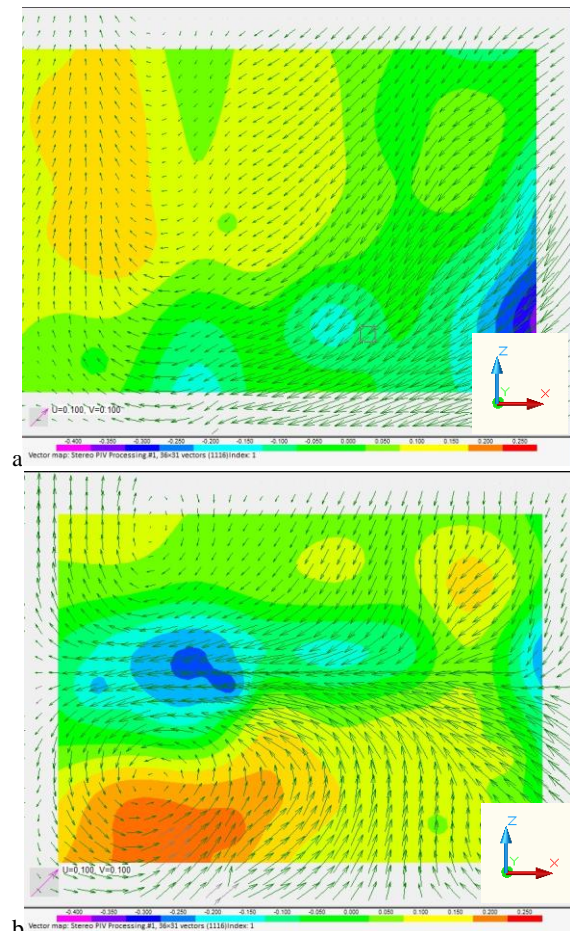 Z
Y
X
U=0.100, V=0.100
-0.400 -0.350 -0.300 -0.250 -0.200 -0.150 -0.100 -0.050 0.000 0.050 0.100 0.150 0.200 0.250
a
Vector map: Stereo PIV Processing.#1, 36×31 vectors (1116)Index: 1
Z
Y
X
U=0.100, V=0.100
-0.400 -0.350 -0.300 -0.250 -0.200 -0.150 -0.100 -0.050 0.000 0.050 0.100 0.150 0.200 0.250
b
Vector map: Stereo PIV Processing.#1, 36×31 vectors (1116)Index: 1